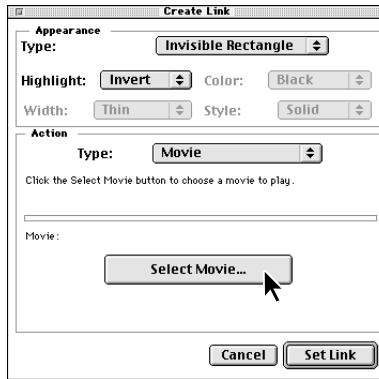 Create Link
Appearance
Type: Invisible Rectangle
Highlight: Invert Color: Black
Width: Thin Style: Solid
Action
Type: Movie
Click the Select Movie button to choose a movie to play.
Movie:
Select Movie...
Cancel Set Link